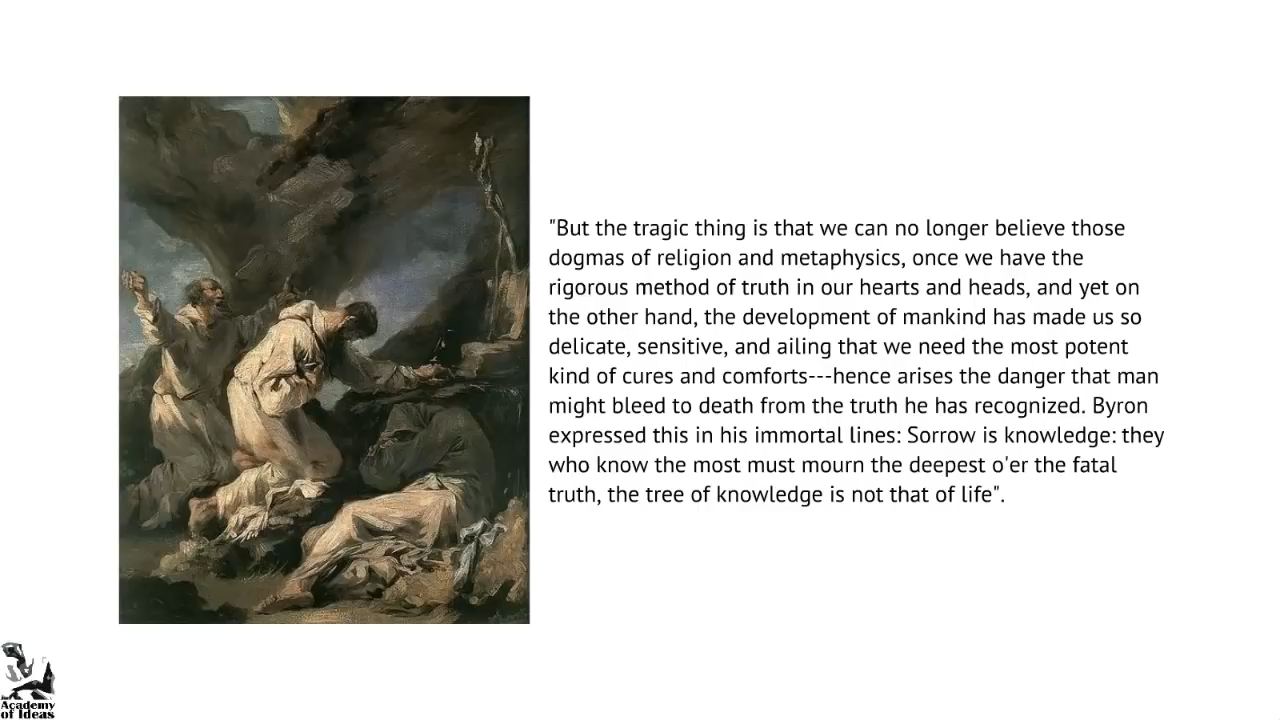 "But the tragic thing is that we can no longer believe those
dogmas of religion and metaphysics, once we have the
rigorous method of truth in our hearts and heads, and yet on
the other hand, the development of mankind has made us so
delicate, sensitive, and ailing that we need the most potent
kind of cures and comforts---hence arises the danger that man
might bleed to death from the truth he has recognized. Byron
expressed this in his immortal lines: Sorrow is knowledge: they
who know the most must mourn the deepest o'er the fatal
truth, the tree of knowledge is not that of life".
Academy
of Ideas